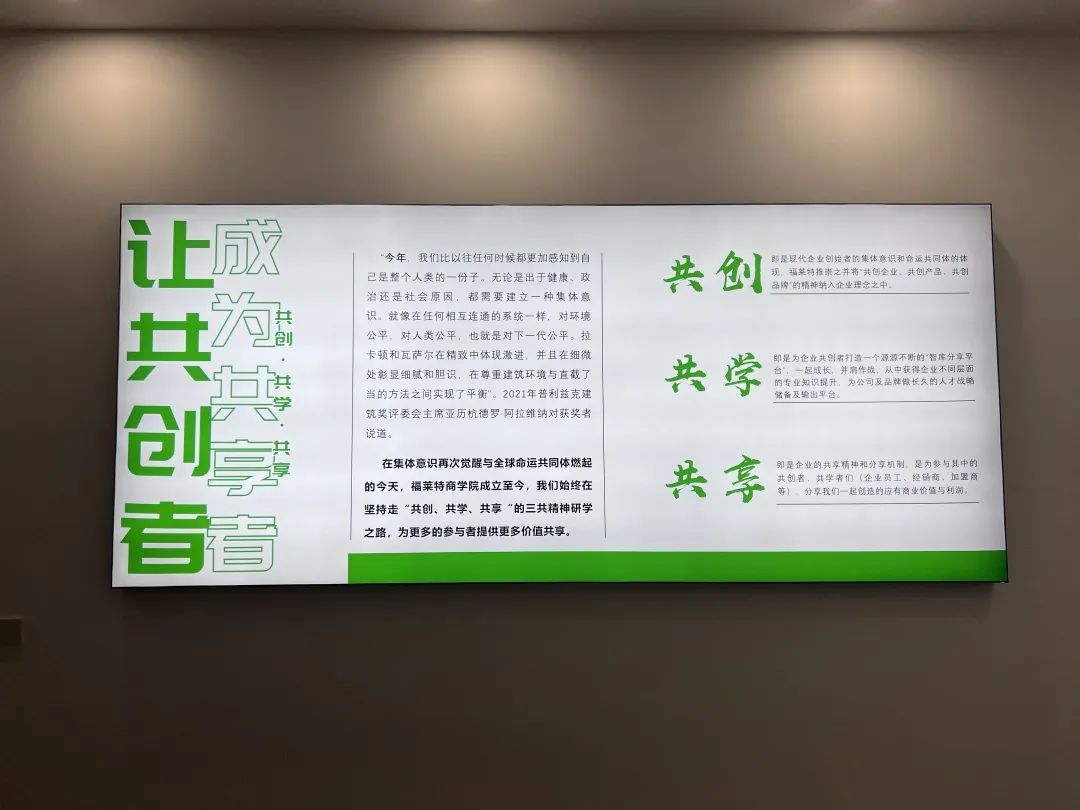 让共创者
成为共享者
共创·共学·共享
“今年，我们比以往任何时候都更加感知到自
己是整个人类的一份子。无论是出于健康、政
治还是社会原因，都需要建立一种集体意
识。就像在任何相互连通的系统一样，对环境
公平，对人类公平，也就是对下一代公平。拉
卡顿和瓦萨尔在精致中体现激进，并且在细微
处彰显细腻和胆识，在尊重建筑环境与直截了
当的方法之间实现了平衡”。2021年普利兹克建
筑奖评委会主席亚历杭德罗·阿拉维纳对获奖者
说道。
在集体意识再次觉醒与全球命运共同体燃起
的今天，福莱特商学院成立至今，我们始终在
坚持走“共创、共学、共享“的三共精神研学
之路，为更多的参与者提供更多价值共享。
共创
即是现代企业创始者的集体意识和命运共同体的体
现，福莱特推崇之并将“共创企业、共创产品、共创
品牌”的精神纳入企业理念之中。
共学
即是为企业共创者打造一个源源不断的“智库分享平
台”，一起成长，并肩作战，从中获得企业不同层面
的专业知识提升，为公司及品牌做长久的人才战略
储备及输出平台。
共享
即是企业的共享精神和分享机制，是为参与其中的
共创者、共学者们（企业员工、经销商、加盟商
等），分享我们一起创造的应有商业价值与利润。